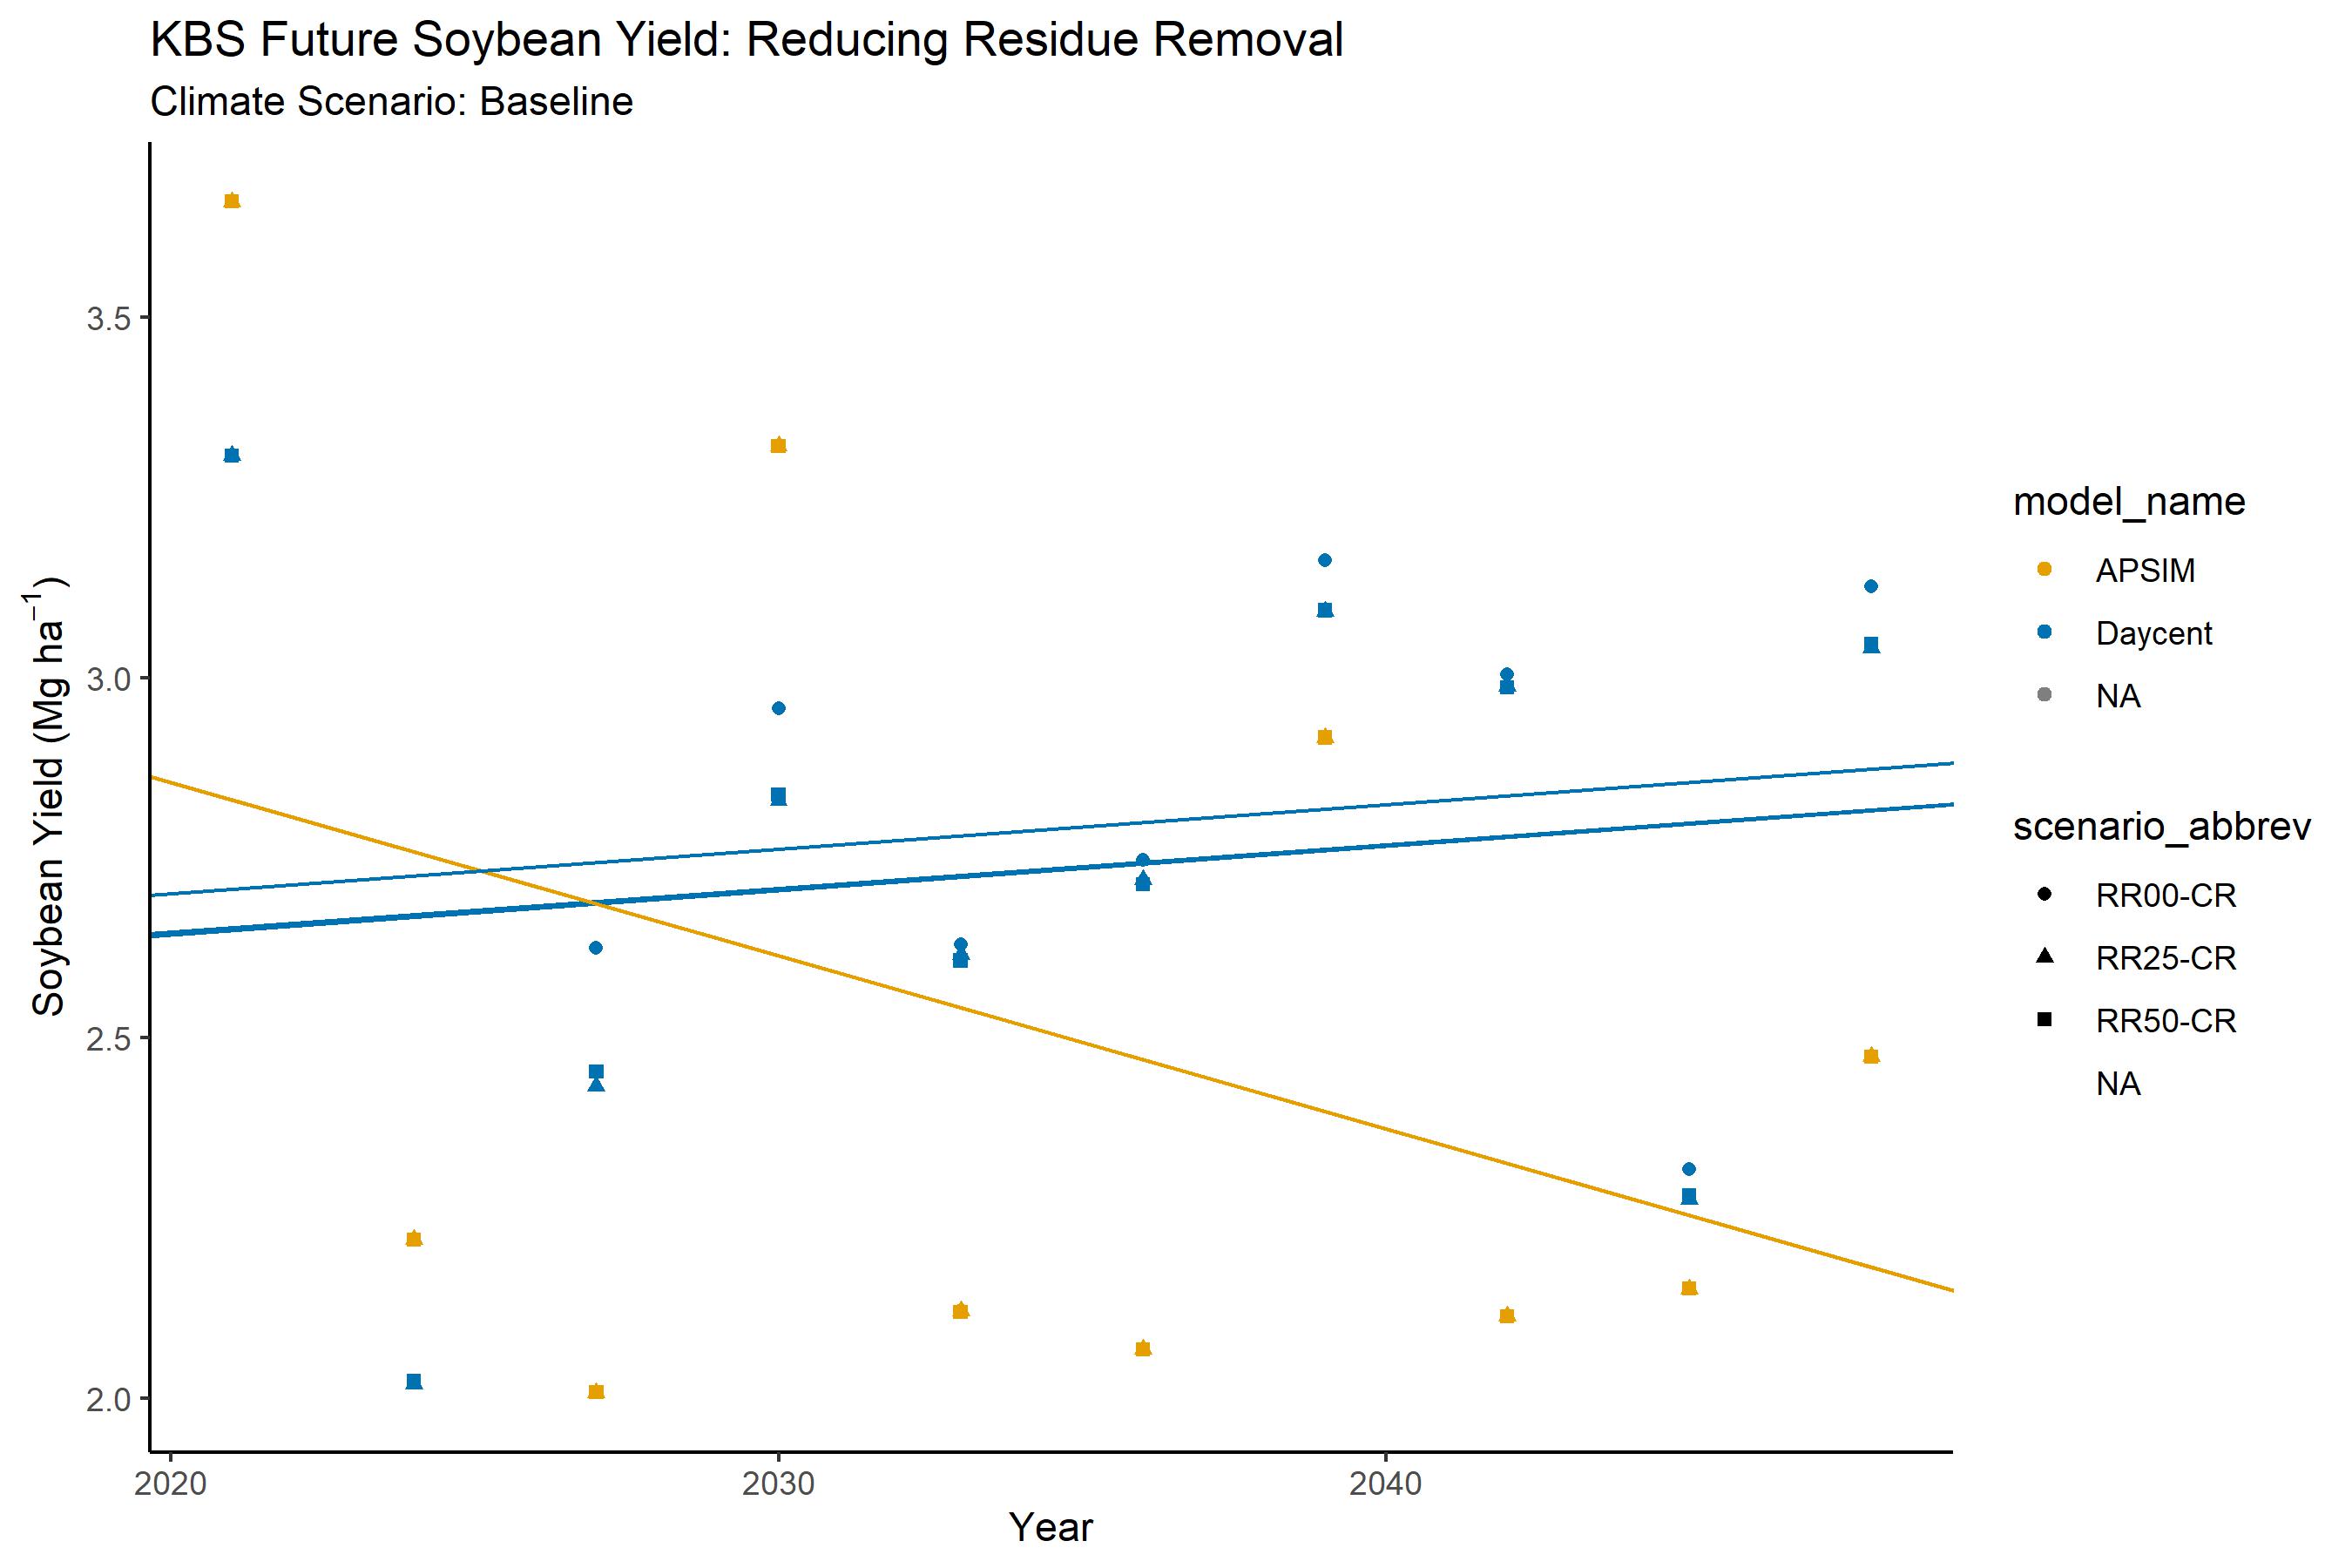 KBS Future Soybean Yield: Reducing Residue Removal
Climate Scenario: Baseline
Soybean Yield (Mg ha⁻¹)
3.5
3.0
2.5
2.0
2020
2030
2040
Year
model_name
APSIM
Daycent
NA
scenario_abbrev
RR00-CR
RR25-CR
RR50-CR
NA